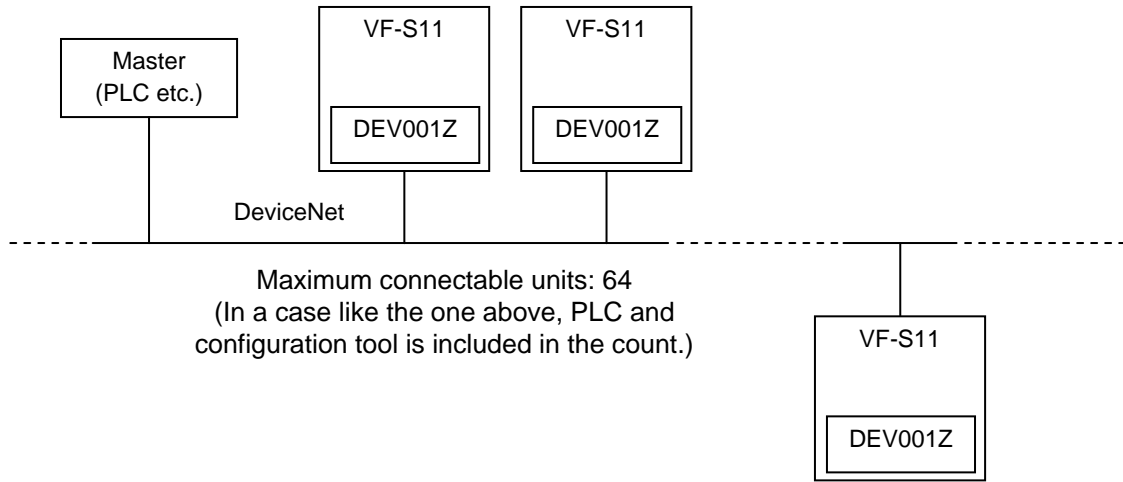 Master
(PLC etc.)
VF-S11
DEV001Z
VF-S11
DEV001Z
DeviceNet
Maximum connectable units: 64
(In a case like the one above, PLC and
configuration tool is included in the count.)
VF-S11
DEV001Z